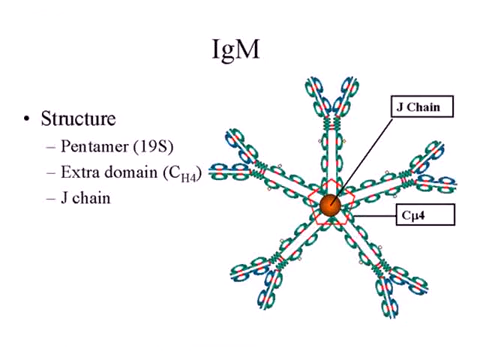 IgM
• Structure
– Pentamer (19S)
– Extra domain (CH4)
– J chain
J Chain
Cμ4